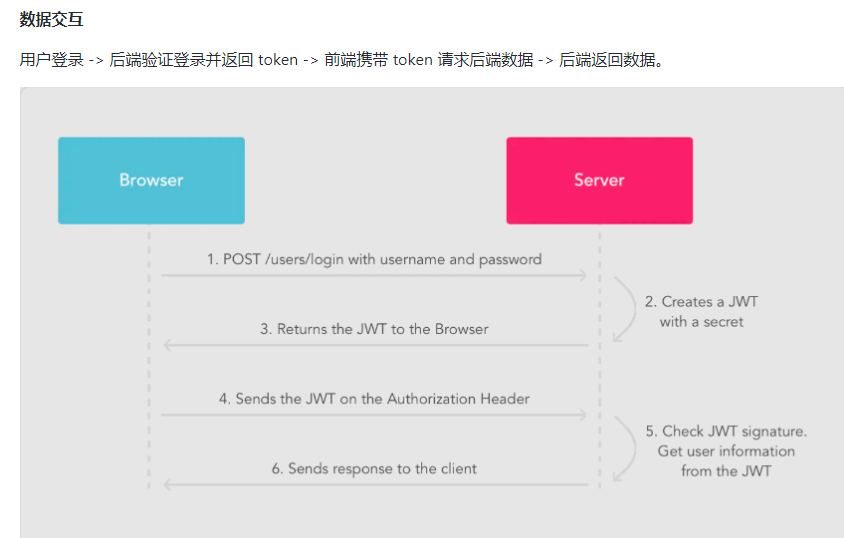 数据交互
用户登录 -> 后端验证登录并返回 token -> 前端携带 token 请求后端数据 -> 后端返回数据。
Browser
Server
1. POST /users/login with username and password
2. Creates a JWT
with a secret
3. Returns the JWT to the Browser
4. Sends the JWT on the Authorization Header
5. Check JWT signature.
Get user information
from the JWT
6. Sends response to the client